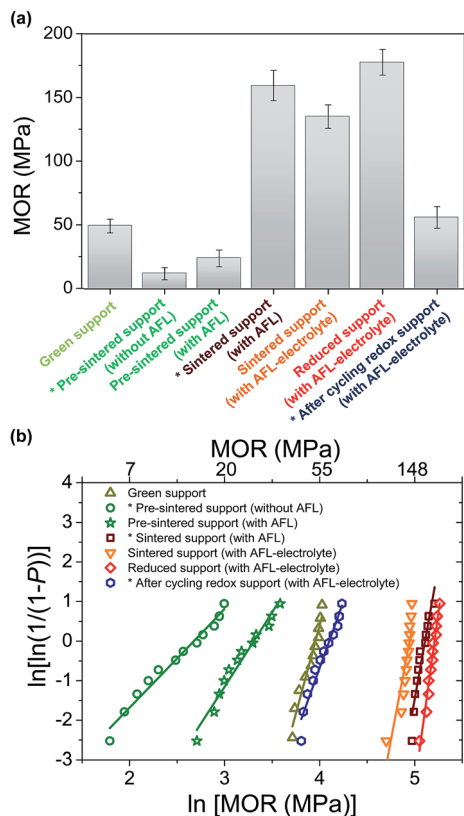 (a)
200
150
100
50
0
MOR (MPa)
Green support
* Pre-sintered support
(without AFL)
Pre-sintered support
(with AFL)
* Sintered support
(with AFL)
Sintered support
(with AFL-electrolyte)
Reduced support
(with AFL-electrolyte)
* After cycling redox support
(with AFL-electrolyte)
(b)
MOR (MPa)
7 20 55 148
4
3
2
1
0
-1
-2
-3
ln[ln(1/(1-P))]
Green support
* Pre-sintered support (without AFL)
Pre-sintered support (with AFL)
* Sintered support (with AFL)
Sintered support (with AFL-electrolyte)
Reduced support (with AFL-electrolyte)
* After cycling redox support (with AFL-electrolyte)
2 3 4 5
ln [MOR (MPa)]